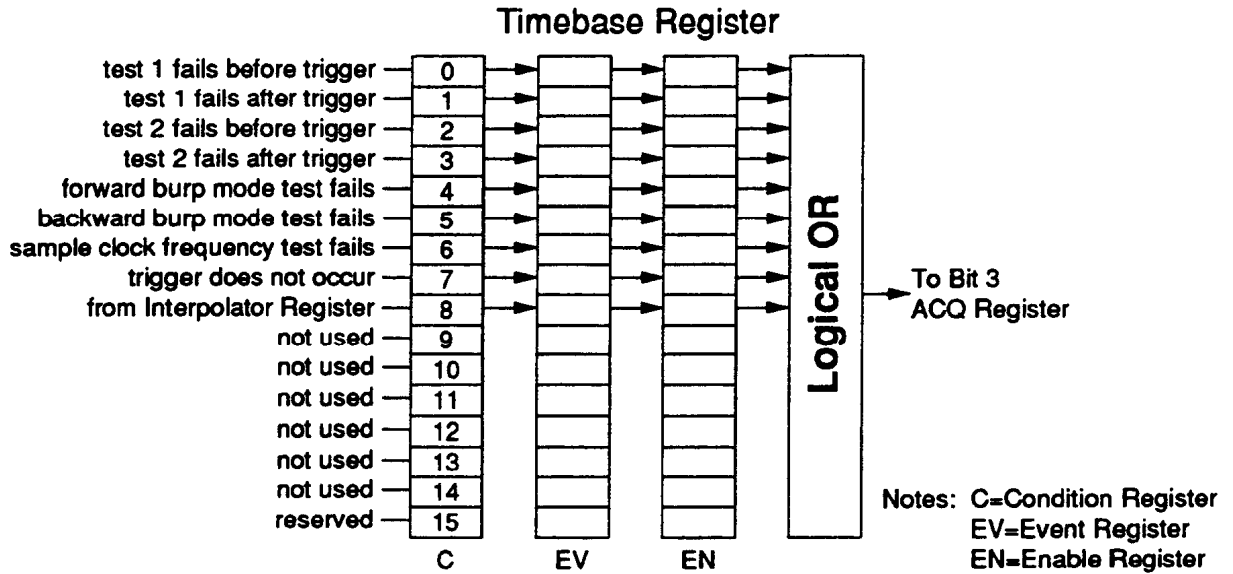 Timebase Register
test 1 fails before trigger 0
test 1 fails after trigger 1
test 2 fails before trigger 2
test 2 fails after trigger 3
forward burp mode test fails 4
backward burp mode test fails 5
sample clock frequency test fails 6
trigger does not occur 7
from Interpolator Register 8
not used 9
not used 10
not used 11
not used 12
not used 13
not used 14
reserved 15
C EV EN
Logical OR
To Bit 3
ACQ Register
Notes: C=Condition Register
EV=Event Register
EN=Enable Register